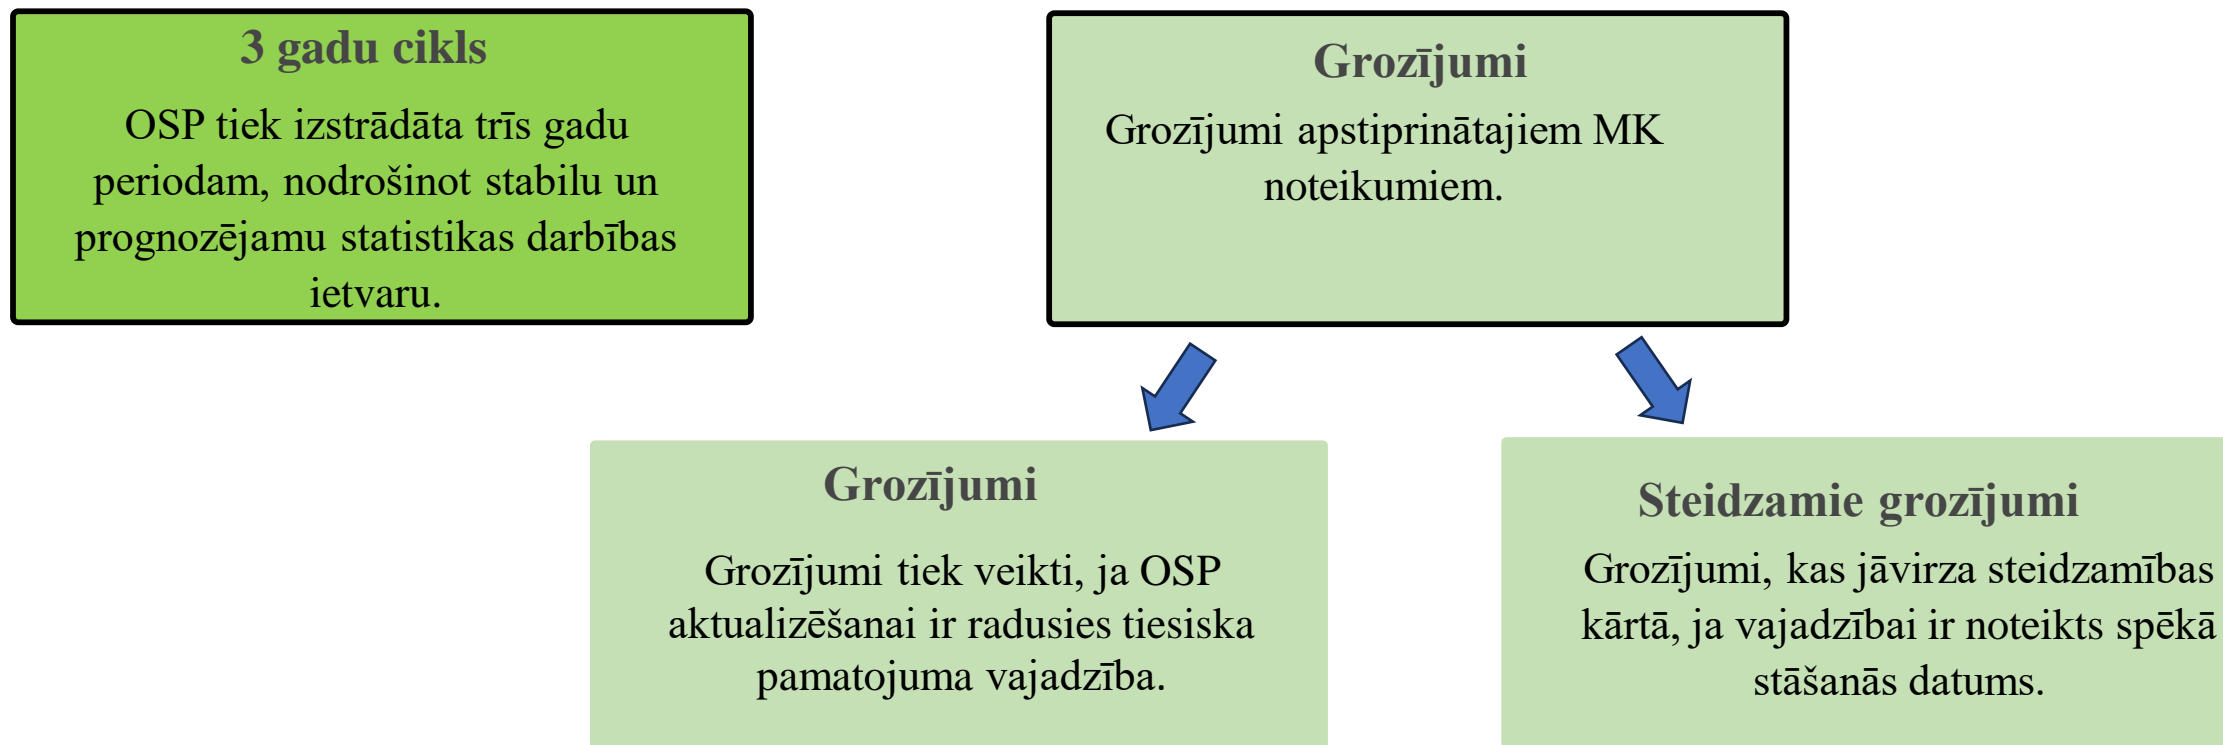 3 gadu cikls
OSP tiek izstrādāta trīs gadu
periodam, nodrošinot stabilu un
prognozējamu statistikas darbības
ietvaru.
Grozījumi
Grozījumi apstiprinātajiem MK
noteikumiem.
Grozījumi
Grozījumi tiek veikti, ja OSP
aktualizēšanai ir radusies tiesiska
pamatojuma vajadzība.
Steidzamie grozījumi
Grozījumi, kas jāvirza steidzamības
kārtā, ja vajadzībai ir noteikts spēkā
stāšanās datums.